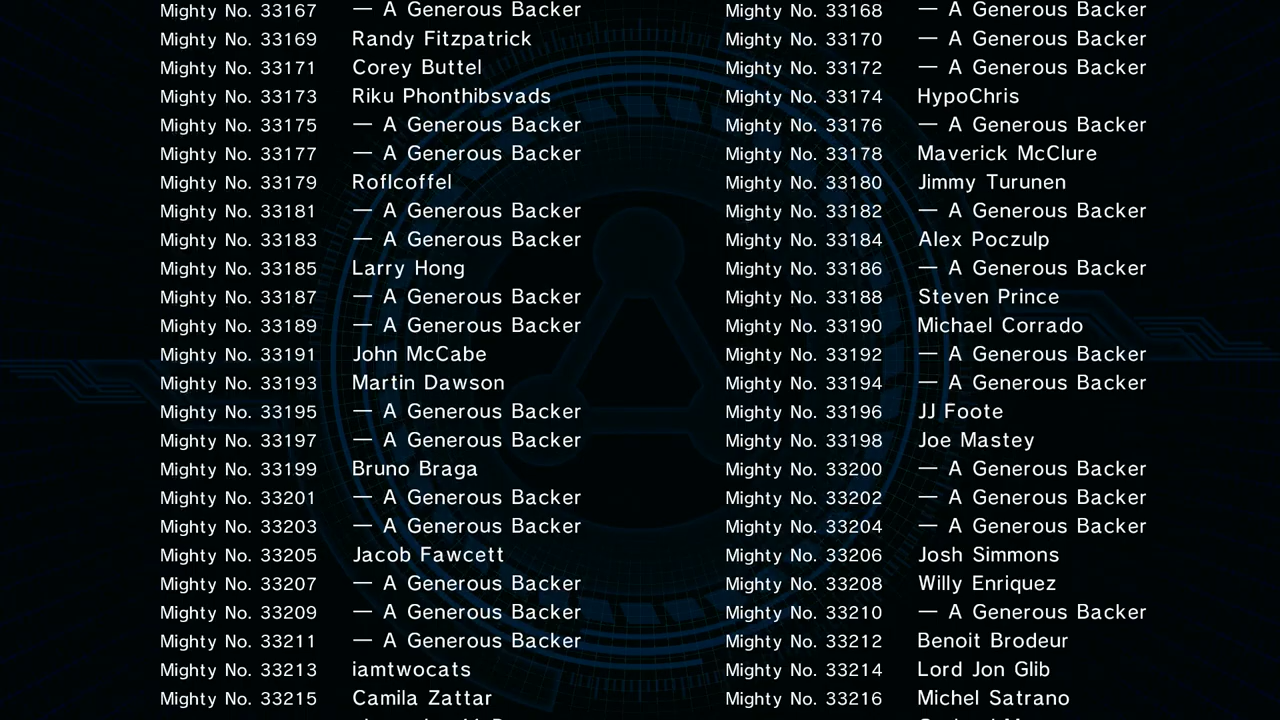 Mighty No. 33167 — A Generous Backer Mighty No. 33168 — A Generous Backer
Mighty No. 33169 Randy Fitzpatrick Mighty No. 33170 — A Generous Backer
Mighty No. 33171 Corey Buttel Mighty No. 33172 — A Generous Backer
Mighty No. 33173 Riku Phonthibsvads Mighty No. 33174 HypoChris
Mighty No. 33175 — A Generous Backer Mighty No. 33176 — A Generous Backer
Mighty No. 33177 — A Generous Backer Mighty No. 33178 Maverick McClure
Mighty No. 33179 Roflcoffel Mighty No. 33180 Jimmy Turunen
Mighty No. 33181 — A Generous Backer Mighty No. 33182 — A Generous Backer
Mighty No. 33183 — A Generous Backer Mighty No. 33184 Alex Poczulp
Mighty No. 33185 Larry Hong Mighty No. 33186 — A Generous Backer
Mighty No. 33187 — A Generous Backer Mighty No. 33188 Steven Prince
Mighty No. 33189 — A Generous Backer Mighty No. 33190 Michael Corrado
Mighty No. 33191 John McCabe Mighty No. 33192 — A Generous Backer
Mighty No. 33193 Martin Dawson Mighty No. 33194 — A Generous Backer
Mighty No. 33195 — A Generous Backer Mighty No. 33196 JJ Foote
Mighty No. 33197 — A Generous Backer Mighty No. 33198 Joe Mastey
Mighty No. 33199 Bruno Braga Mighty No. 33200 — A Generous Backer
Mighty No. 33201 — A Generous Backer Mighty No. 33202 — A Generous Backer
Mighty No. 33203 — A Generous Backer Mighty No. 33204 — A Generous Backer
Mighty No. 33205 Jacob Fawcett Mighty No. 33206 Josh Simmons
Mighty No. 33207 — A Generous Backer Mighty No. 33208 Willy Enriquez
Mighty No. 33209 — A Generous Backer Mighty No. 33210 — A Generous Backer
Mighty No. 33211 — A Generous Backer Mighty No. 33212 Benoit Brodeur
Mighty No. 33213 iamtwocats Mighty No. 33214 Lord Jon Glib
Mighty No. 33215 Camila Zattar Mighty No. 33216 Michel Satrano